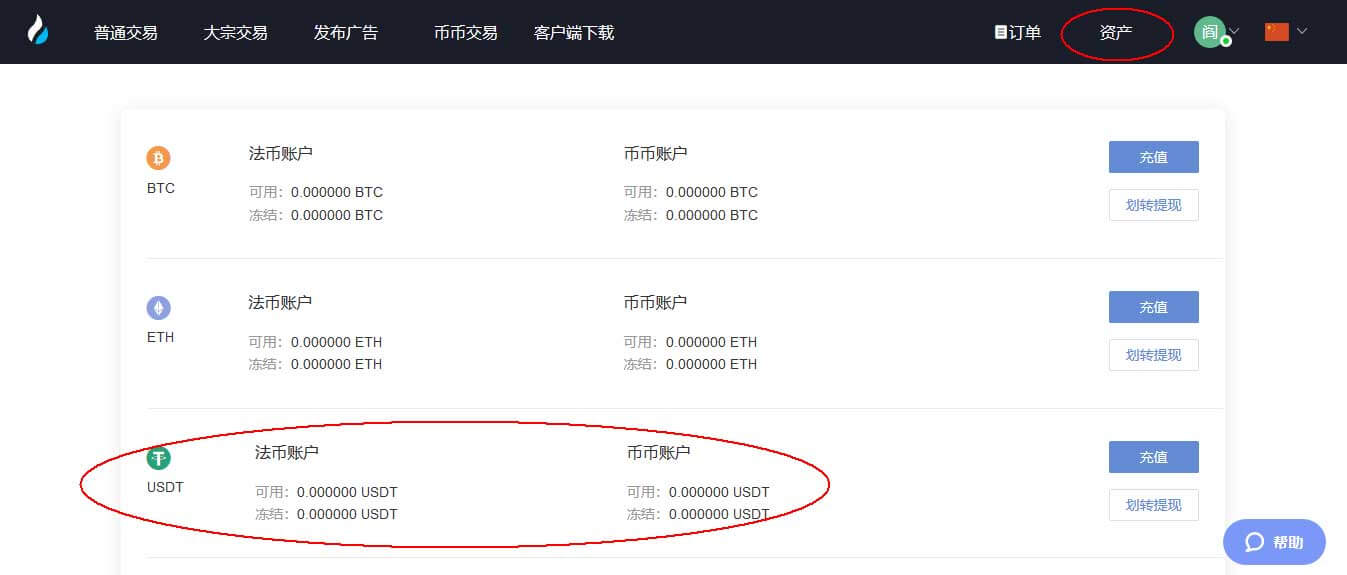 普通交易 大宗交易 发布广告 币币交易 客户端下载 订单 资产 阎
法币账户 币币账户 充值
BTC
可用：0.000000 BTC 可用：0.000000 BTC
冻结：0.000000 BTC 冻结：0.000000 BTC 划转提现
法币账户 币币账户 充值
ETH
可用：0.000000 ETH 可用：0.000000 ETH
冻结：0.000000 ETH 冻结：0.000000 ETH 划转提现
法币账户 币币账户 充值
USDT
可用：0.000000 USDT 可用：0.000000 USDT
冻结：0.000000 USDT 冻结：0.000000 USDT 划转提现
帮助